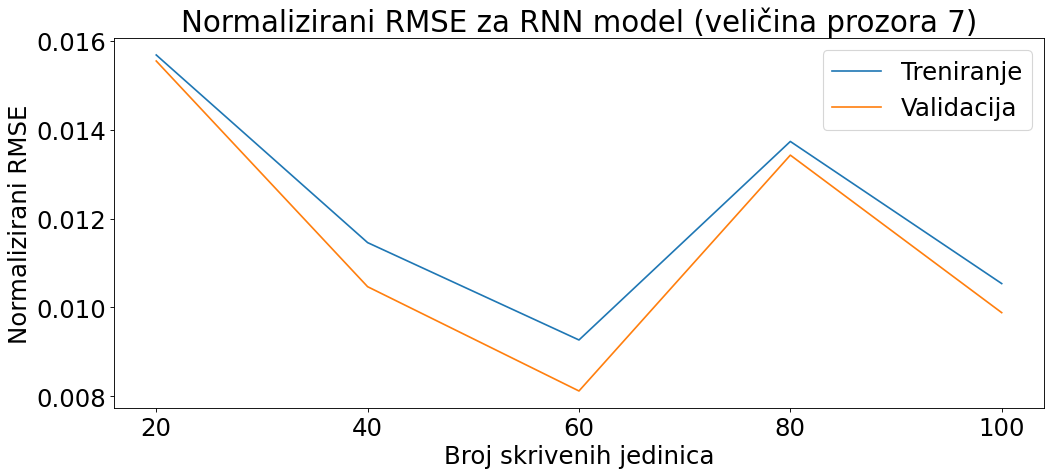 Normalizirani RMSE za RNN model (veličina prozora 7)
Normalizirani RMSE
0.016
0.014
0.012
0.010
0.008
Treniranje
Validacija
20 40 60 80 100
Broj skrivenih jedinica